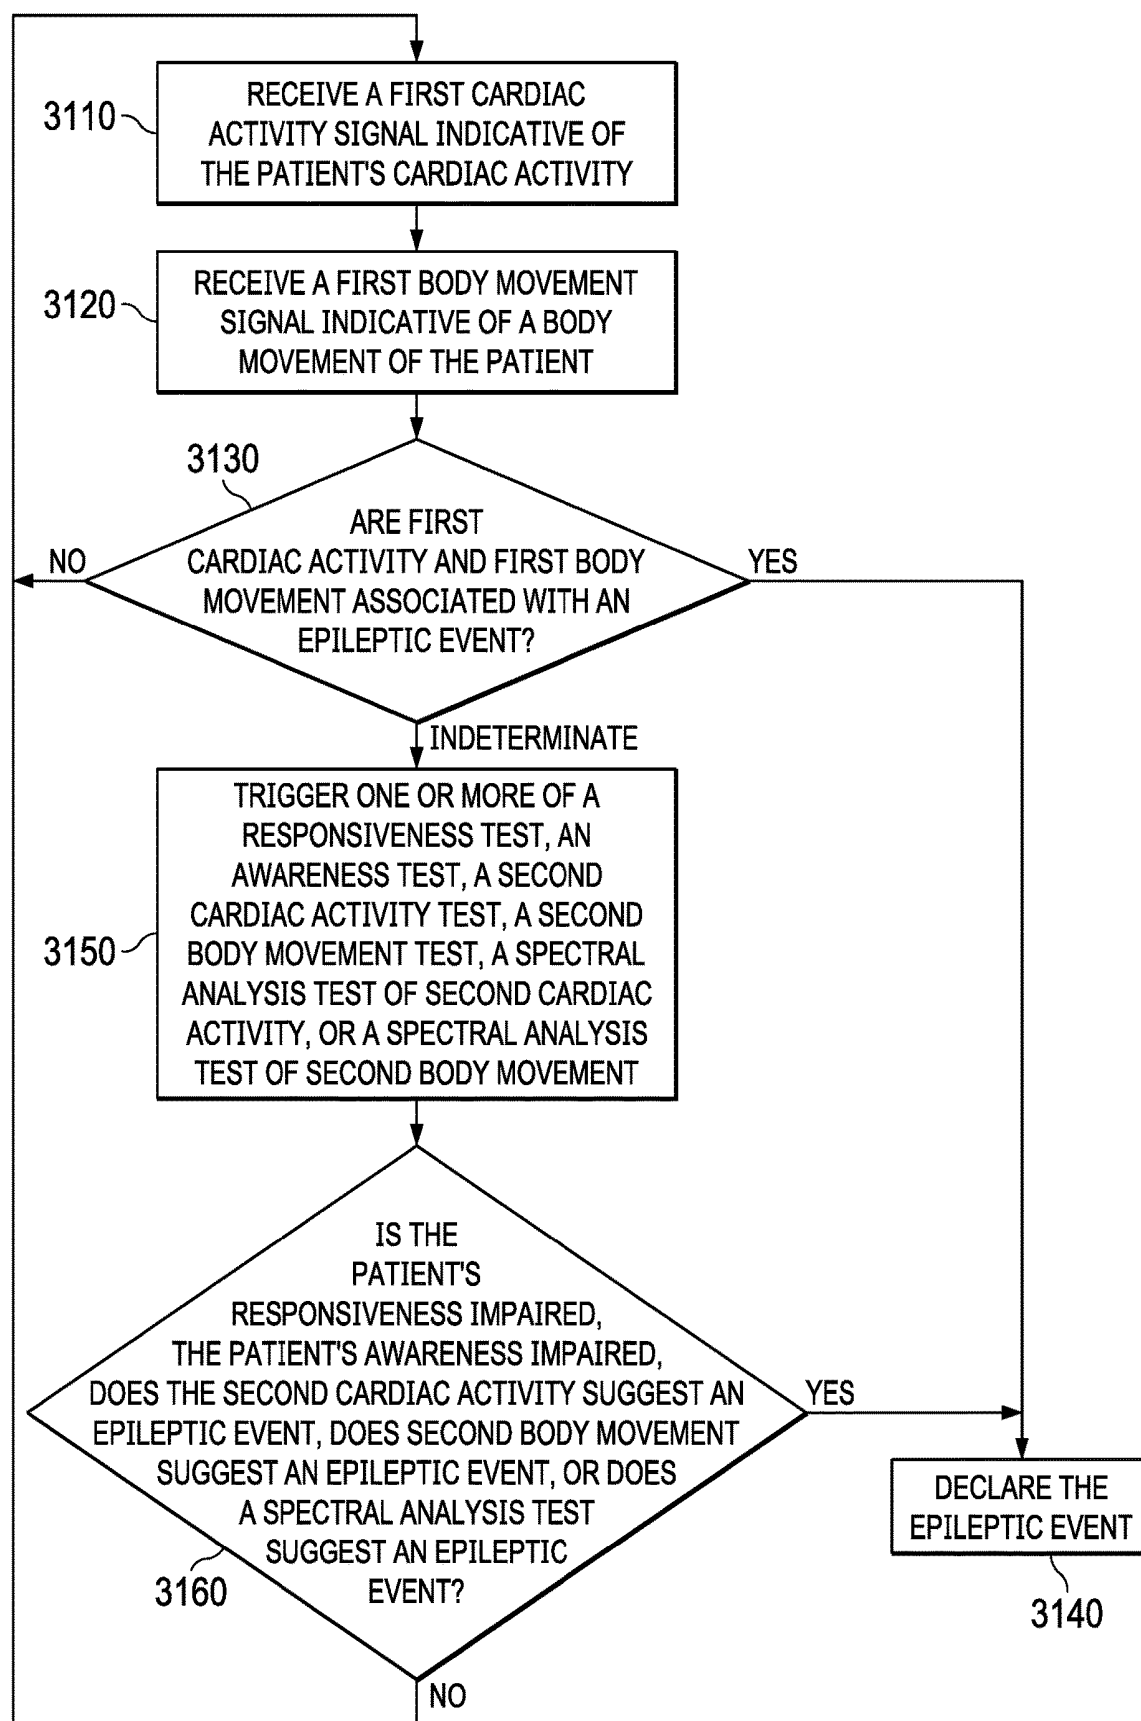 RECEIVE A FIRST CARDIAC
ACTIVITY SIGNAL INDICATIVE OF
THE PATIENT'S CARDIAC ACTIVITY
3110
RECEIVE A FIRST BODY MOVEMENT
SIGNAL INDICATIVE OF A BODY
MOVEMENT OF THE PATIENT
3120
3130
ARE FIRST
CARDIAC ACTIVITY AND FIRST BODY
MOVEMENT ASSOCIATED WITH AN
EPILEPTIC EVENT?
NO
YES
INDETERMINATE
TRIGGER ONE OR MORE OF A
RESPONSIVENESS TEST, AN
AWARENESS TEST, A SECOND
CARDIAC ACTIVITY TEST, A SECOND
BODY MOVEMENT TEST, A SPECTRAL
ANALYSIS TEST OF SECOND CARDIAC
ACTIVITY, OR A SPECTRAL ANALYSIS
TEST OF SECOND BODY MOVEMENT
3150
IS THE
PATIENT'S
RESPONSIVENESS IMPAIRED,
THE PATIENT'S AWARENESS IMPAIRED,
DOES THE SECOND CARDIAC ACTIVITY SUGGEST AN
EPILEPTIC EVENT, DOES SECOND BODY MOVEMENT
SUGGEST AN EPILEPTIC EVENT, OR DOES
A SPECTRAL ANALYSIS TEST
SUGGEST AN EPILEPTIC
EVENT?
3160
YES
NO
DECLARE THE
EPILEPTIC EVENT
3140